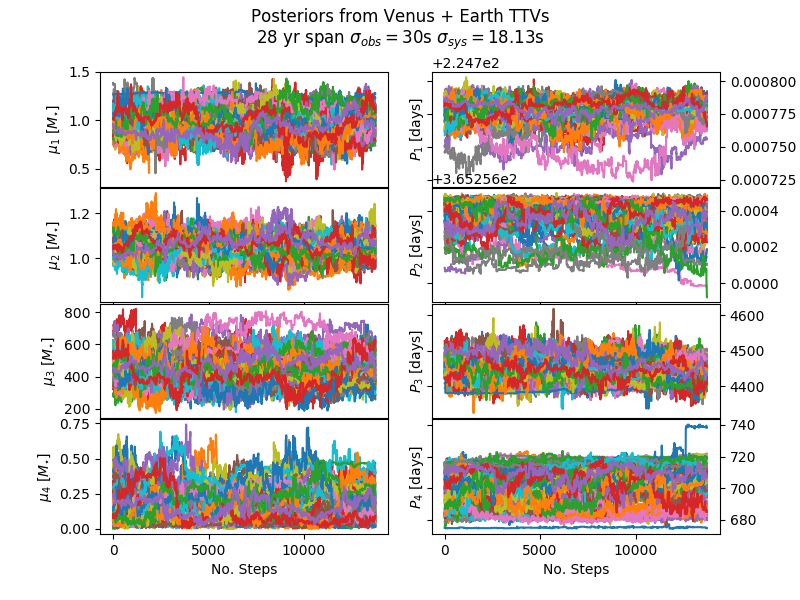 Posteriors from Venus + Earth TTVs
28 yr span σ_obs = 30s σ_sys = 18.13s
+2.247e2
1.5
1.0
0.5
μ₁ [M⋆]
0.000800
0.000775
0.000750
0.000725
P₁ [days]
+3.65256e2
1.2
1.0
μ₂ [M⋆]
0.0004
0.0002
0.0000
P₂ [days]
800
600
400
200
μ₃ [M⋆]
4600
4500
4400
P₃ [days]
0.75
0.50
0.25
0.00
μ₄ [M⋆]
740
720
700
680
P₄ [days]
0 5000 10000
No. Steps
0 5000 10000
No. Steps